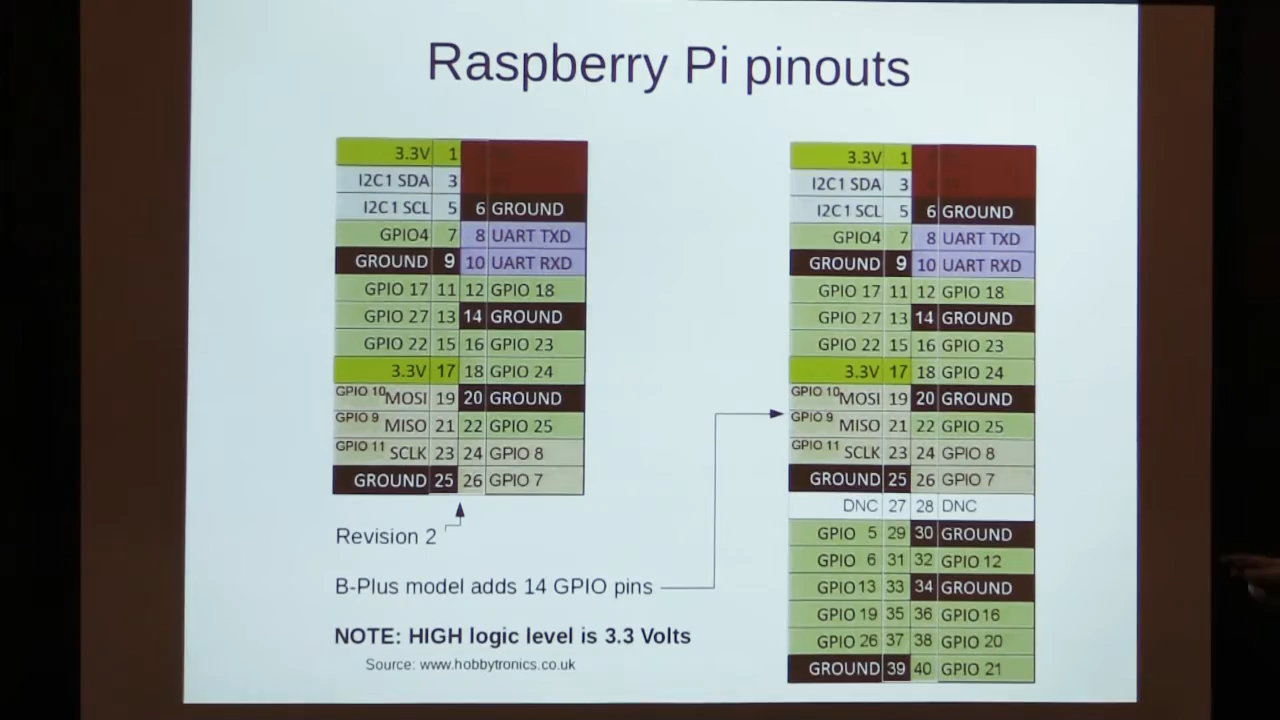 Raspberry Pi pinouts
3.3V 1
I2C1 SDA 3
I2C1 SCL 5 6 GROUND
GPIO4 7 8 UART TXD
GROUND 9 10 UART RXD
GPIO 17 11 12 GPIO 18
GPIO 27 13 14 GROUND
GPIO 22 15 16 GPIO 23
3.3V 17 18 GPIO 24
GPIO 10 MOSI 19 20 GROUND
GPIO 9 MISO 21 22 GPIO 25
GPIO 11 SCLK 23 24 GPIO 8
GROUND 25 26 GPIO 7
Revision 2
B-Plus model adds 14 GPIO pins
NOTE: HIGH logic level is 3.3 Volts
Source: www.hobbytronics.co.uk
3.3V 1
I2C1 SDA 3
I2C1 SCL 5 6 GROUND
GPIO4 7 8 UART TXD
GROUND 9 10 UART RXD
GPIO 17 11 12 GPIO 18
GPIO 27 13 14 GROUND
GPIO 22 15 16 GPIO 23
3.3V 17 18 GPIO 24
GPIO 10 MOSI 19 20 GROUND
GPIO 9 MISO 21 22 GPIO 25
GPIO 11 SCLK 23 24 GPIO 8
GROUND 25 26 GPIO 7
DNC 27 28 DNC
GPIO 5 29 30 GROUND
GPIO 6 31 32 GPIO 12
GPIO 13 33 34 GROUND
GPIO 19 35 36 GPIO 16
GPIO 26 37 38 GPIO 20
GROUND 39 40 GPIO 21